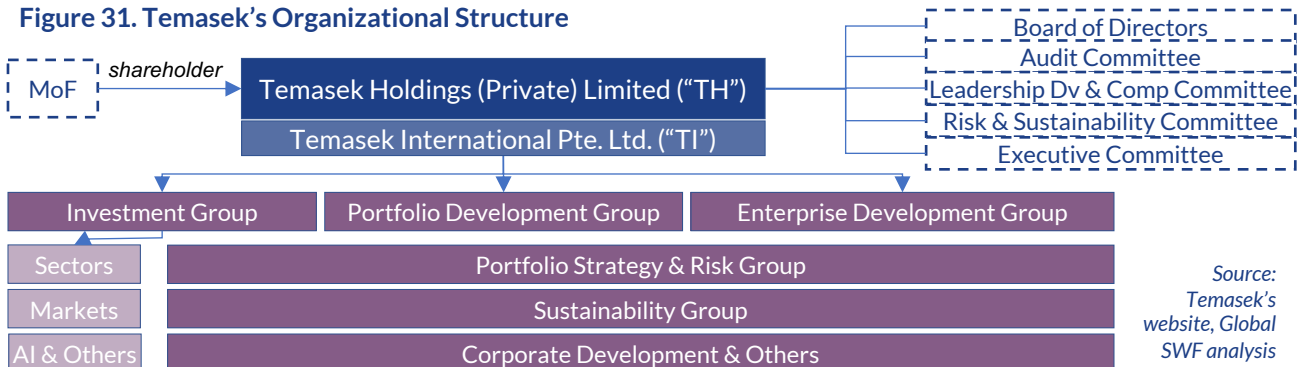 Figure 31. Temasek’s Organizational Structure
MoF
shareholder
Temasek Holdings (Private) Limited (“TH”)
Temasek International Pte. Ltd. (“TI”)
Board of Directors
Audit Committee
Leadership Dv & Comp Committee
Risk & Sustainability Committee
Executive Committee
Investment Group
Portfolio Development Group
Enterprise Development Group
Sectors
Portfolio Strategy & Risk Group
Markets
Sustainability Group
AI & Others
Corporate Development & Others
Source:
Temasek’s
website, Global
SWF analysis